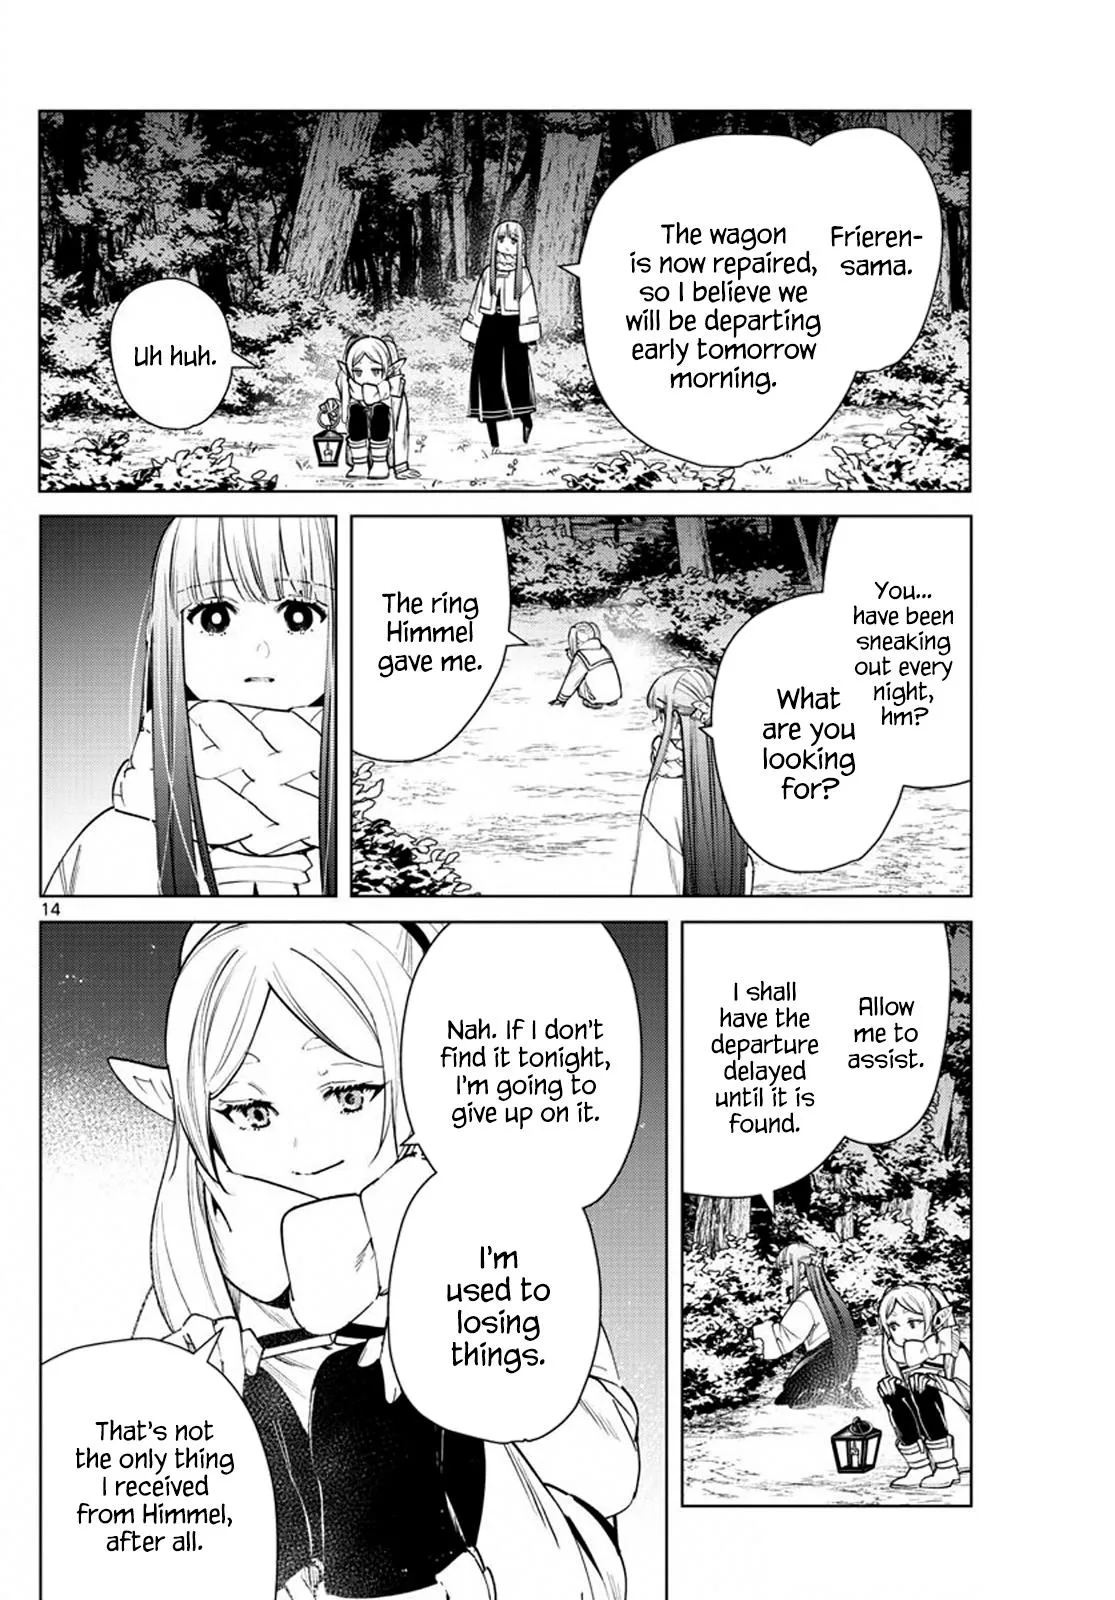 Frieren-
sama.
The wagon
is now repaired,
so I believe we
will be departing
early tomorrow
morning.
Uh huh.
You...
have been
sneaking
out every
night,
hm?
What
are you
looking
for?
The ring
Himmel
gave me.
14
Allow
me to
assist.
I shall
have the
departure
delayed
until it
is found.
Nah. If I don't
find it tonight,
I'm going to
give up on it.
I'm
used to
losing
things.
That's not
the only thing
I received
from Himmel,
after all.